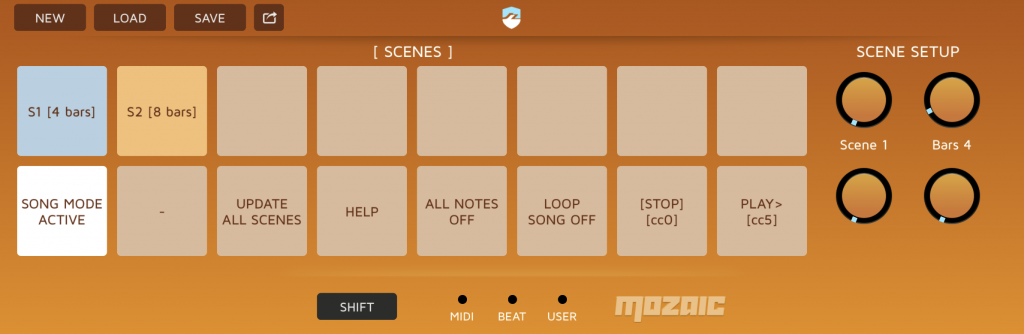 NEW LOAD SAVE
[ SCENES ]
SCENE SETUP
S1 [4 bars]
S2 [8 bars]
Scene 1
Bars 4
SONG MODE
ACTIVE
-
UPDATE
ALL SCENES
HELP
ALL NOTES
OFF
LOOP
SONG OFF
[STOP]
[cc0]
PLAY>
[cc5]
SHIFT
MIDI
BEAT
USER
mozaic